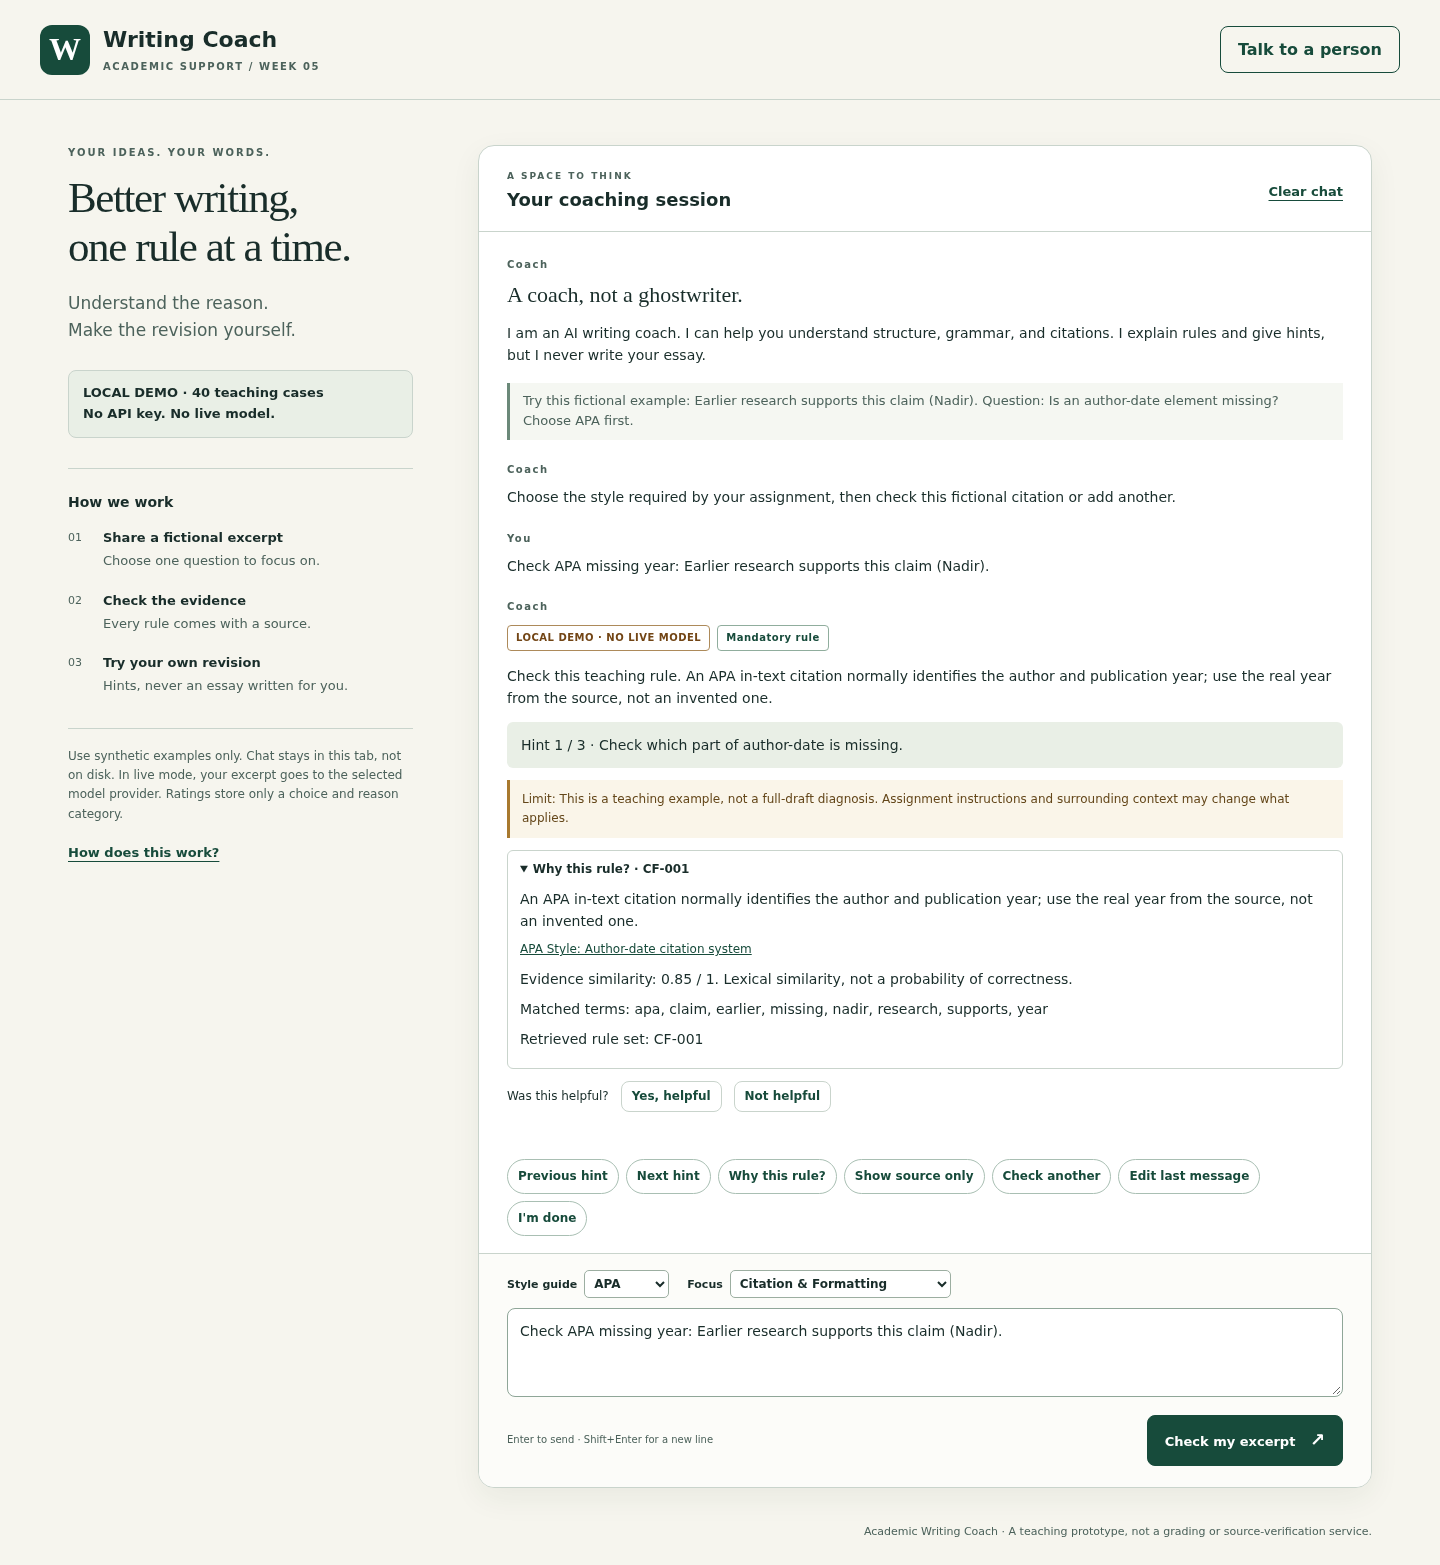 W
Writing Coach
ACADEMIC SUPPORT / WEEK 05
Talk to a person
YOUR IDEAS. YOUR WORDS.
Better writing,
one rule at a time.
Understand the reason.
Make the revision yourself.
LOCAL DEMO · 40 teaching cases
No API key. No live model.
How we work
01 Share a fictional excerpt
Choose one question to focus on.
02 Check the evidence
Every rule comes with a source.
03 Try your own revision
Hints, never an essay written for you.
Use synthetic examples only. Chat stays in this tab, not
on disk. In live mode, your excerpt goes to the selected
model provider. Ratings store only a choice and reason
category.
How does this work?
A SPACE TO THINK
Your coaching session
Clear chat
Coach
A coach, not a ghostwriter.
I am an AI writing coach. I can help you understand structure, grammar, and citations. I explain rules and give hints,
but I never write your essay.
Try this fictional example: Earlier research supports this claim (Nadir). Question: Is an author-date element missing?
Choose APA first.
Coach
Choose the style required by your assignment, then check this fictional citation or add another.
You
Check APA missing year: Earlier research supports this claim (Nadir).
Coach
LOCAL DEMO · NO LIVE MODEL Mandatory rule
Check this teaching rule. An APA in-text citation normally identifies the author and publication year; use the real year
from the source, not an invented one.
Hint 1 / 3 · Check which part of author-date is missing.
Limit: This is a teaching example, not a full-draft diagnosis. Assignment instructions and surrounding context may change what
applies.
▼ Why this rule? · CF-001
An APA in-text citation normally identifies the author and publication year; use the real year from the source, not
an invented one.
APA Style: Author-date citation system
Evidence similarity: 0.85 / 1. Lexical similarity, not a probability of correctness.
Matched terms: apa, claim, earlier, missing, nadir, research, supports, year
Retrieved rule set: CF-001
Was this helpful? Yes, helpful Not helpful
Previous hint Next hint Why this rule? Show source only Check another Edit last message
I'm done
Style guide APA Focus Citation & Formatting
Check APA missing year: Earlier research supports this claim (Nadir).
Enter to send · Shift+Enter for a new line
Check my excerpt ↗
Academic Writing Coach · A teaching prototype, not a grading or source-verification service.